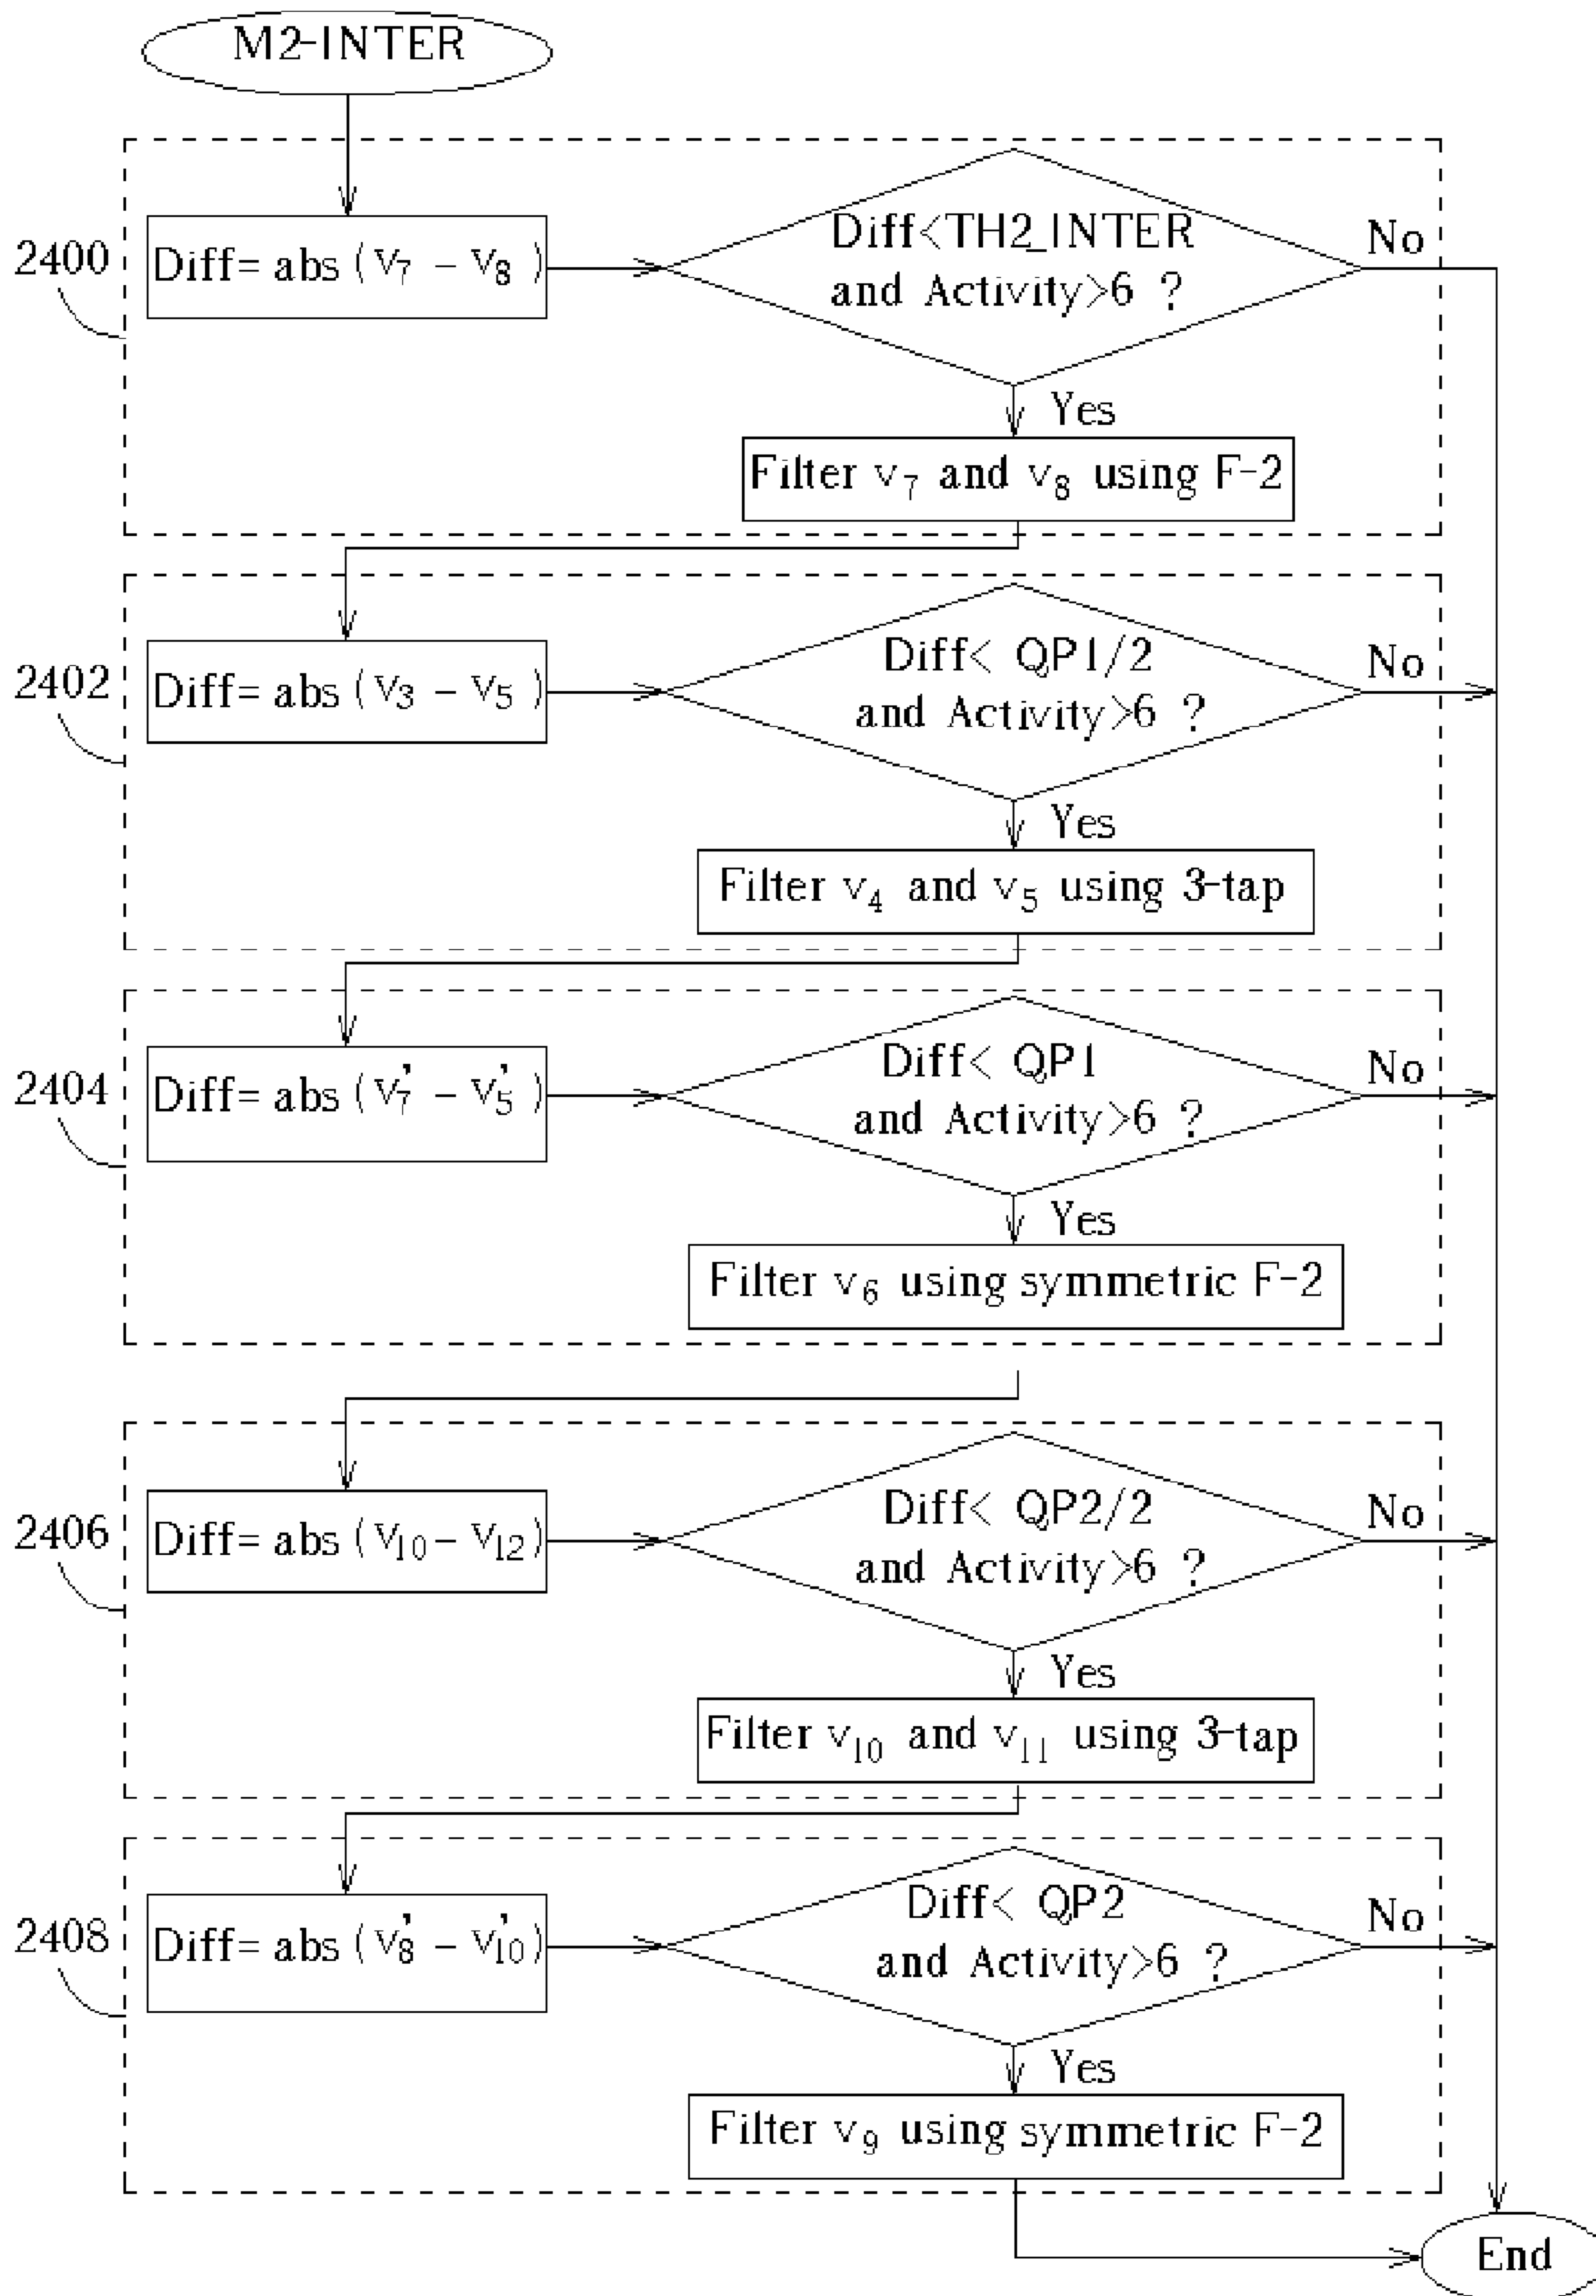 M2-INTER
2400
Diff= abs (V₇ - V₈ )
Diff<TH2_INTER
and Activity>6 ?
No
Yes
Filter v₇ and v₈ using F-2
2402
Diff= abs (V₃ - V₅ )
Diff< QP1/2
and Activity>6 ?
No
Yes
Filter v₄ and v₅ using 3-tap
2404
Diff= abs (V₇' - V₅' )
Diff< QP1
and Activity>6 ?
No
Yes
Filter v₆ using symmetric F-2
2406
Diff= abs (V₁₀ - V₁₂)
Diff< QP2/2
and Activity>6 ?
No
Yes
Filter v₁₀ and v₁₁ using 3-tap
2408
Diff= abs (V₈' - V₁₀')
Diff< QP2
and Activity>6 ?
No
Yes
Filter v₉ using symmetric F-2
End